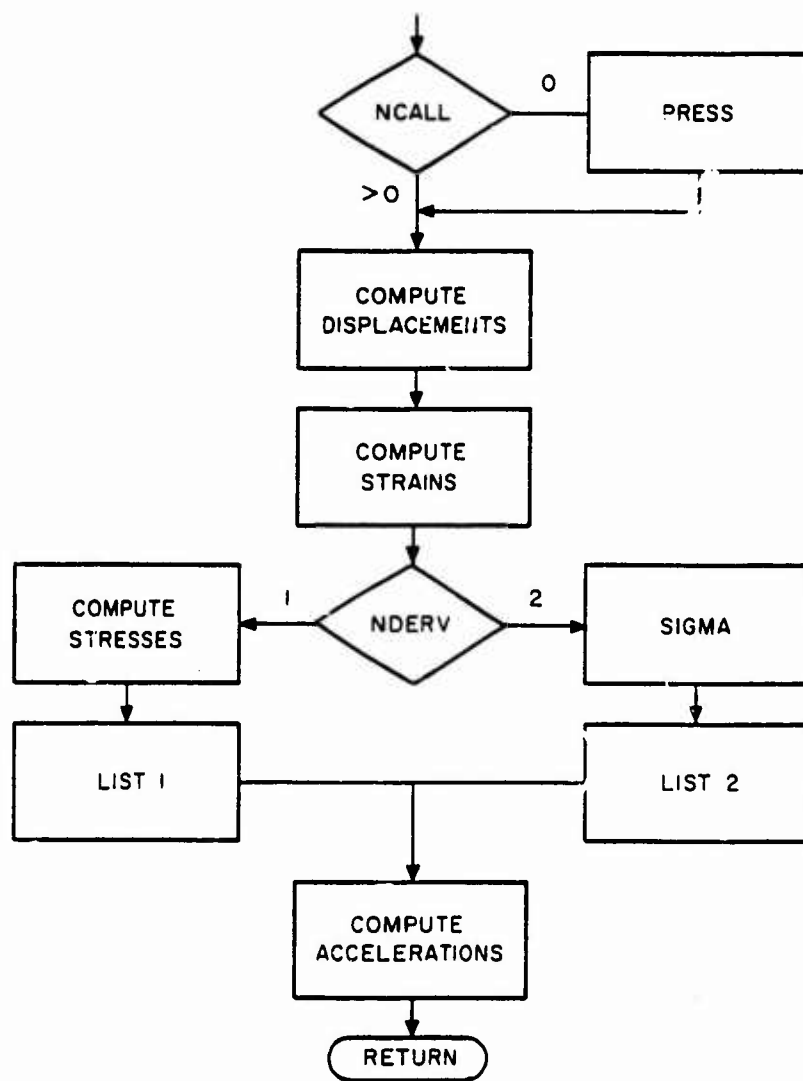 0
NCALL
PRESS
>0
COMPUTE
DISPLACEMENTS
COMPUTE
STRAINS
1
2
COMPUTE
STRESSES
NDERV
SIGMA
LIST 1
LIST 2
COMPUTE
ACCELERATIONS
RETURN